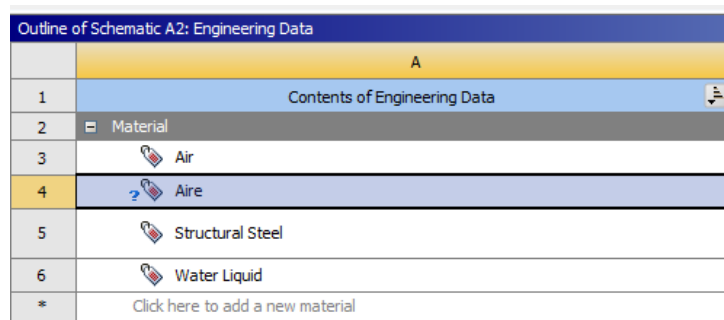 Outline of Schematic A2: Engineering Data
A
1 Contents of Engineering Data
2 Material
3 Air
4 ? Aire
5 Structural Steel
6 Water Liquid
* Click here to add a new material